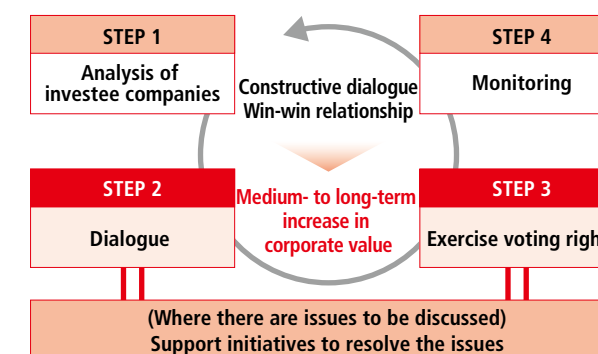 STEP 1
Analysis of
investee companies
STEP 4
Monitoring
Constructive dialogue
Win-win relationship
Medium- to long-term
increase in
corporate value
STEP 2
Dialogue
STEP 3
Exercise voting righ
(Where there are issues to be discussed)
Support initiatives to resolve the issues